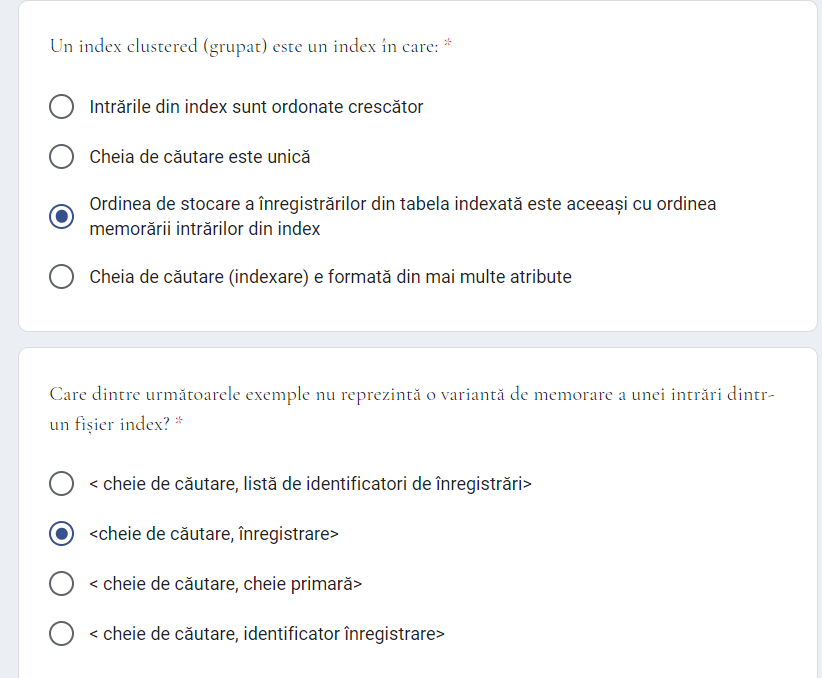 Un index clustered (grupat) este un index în care: *
Intrările din index sunt ordonate crescător
Cheia de căutare este unică
Ordinea de stocare a înregistrărilor din tabela indexată este aceeași cu ordinea
memorării intrărilor din index
Cheia de căutare (indexare) e formată din mai multe atribute
Care dintre următoarele exemple nu reprezintă o variantă de memorare a unei intrări dintr-
un fișier index? *
< cheie de căutare, listă de identificatori de înregistrări>
<cheie de căutare, înregistrare>
< cheie de căutare, cheie primară>
< cheie de căutare, identificator înregistrare>